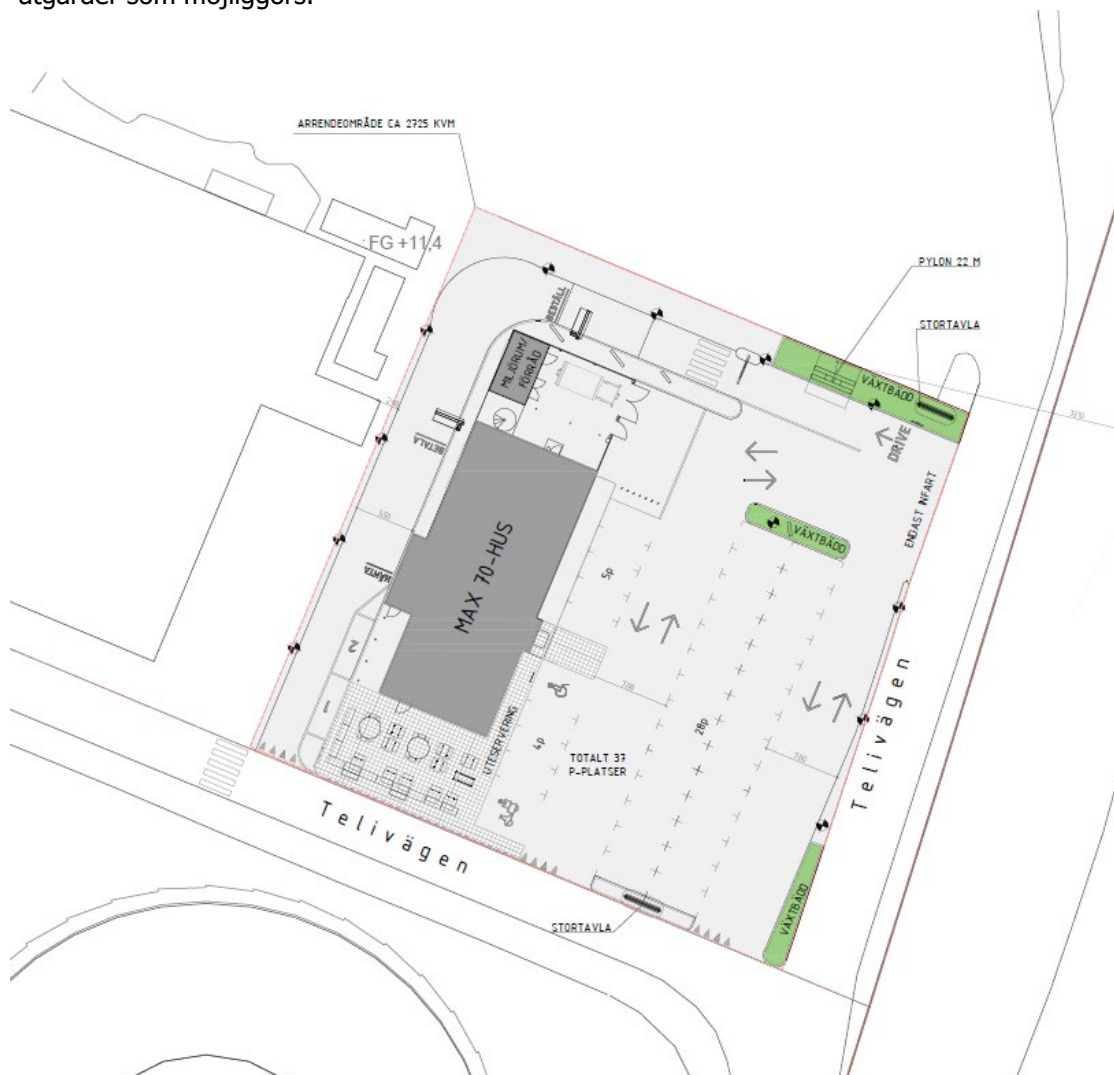 åtgärder som möjliggörs.
ARRENDEOMRÅDE CA 2725 KVM
FG +11,4
PYLON 22 M
STORTAVLA
BESTÄLL
MILJÖRUM/
FÖRRÅD
VÄXTBÄDD
DRIVE
ENDAST INFART
BETALA
MAX 70-HUS
VÄXTBÄDD
5p
HÄMTA
2
1
UTESERVERING
4p
28p
TOTALT 37
P-PLATSER
700
700
Telivägen
Telivägen
STORTAVLA
VÄXTBÄDD